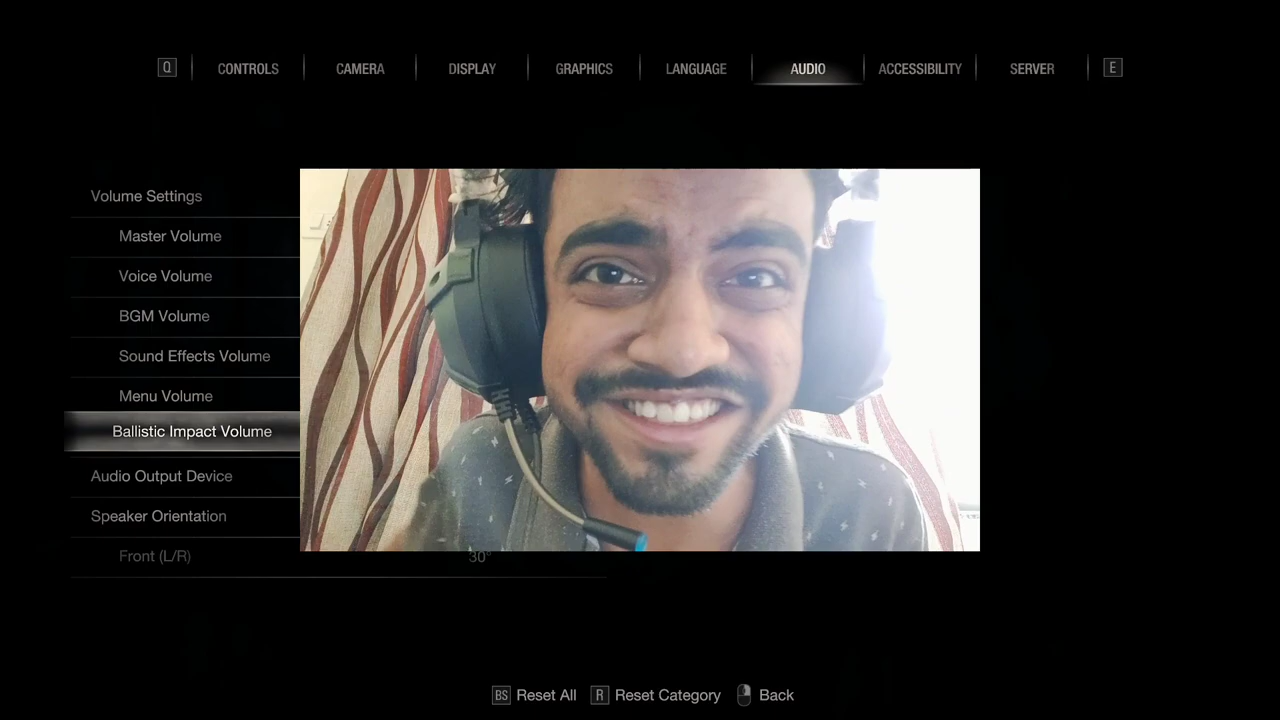 Q CONTROLS CAMERA DISPLAY GRAPHICS LANGUAGE AUDIO ACCESSIBILITY SERVER E
Volume Settings
Master Volume
Voice Volume
BGM Volume
Sound Effects Volume
Menu Volume
Ballistic Impact Volume
Audio Output Device
Speaker Orientation
Front (L/R) 30°
BS Reset All R Reset Category Back